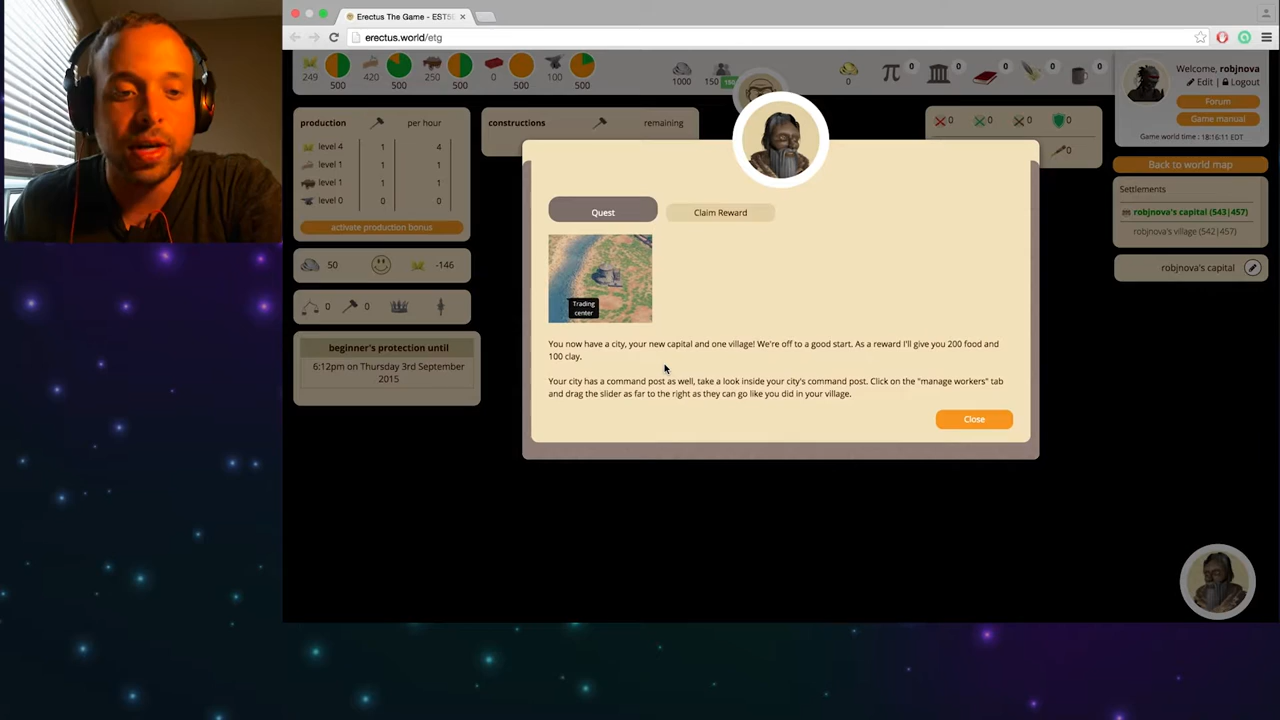 Erectus The Game - EST5E
erectus.world/etg
249 420 250 0 100
500 500 500 500 500
1000 150 0 0 0 0 0 0
Welcome, robjnova
Edit | Logout
Forum
Game manual
Game world time : 18:16:11 EDT
production per hour
level 4 1 4
level 1 1 1
level 1 1 1
level 0 0 0
activate production bonus
constructions remaining
0 0 0 0
0
Back to world map
Settlements
robjnova's capital (543|457)
robjnova's village (542|457)
robjnova's capital
50 -146
0 0
beginner's protection until
6:12pm on Thursday 3rd September
2015
Quest
Claim Reward
Trading
center
You now have a city, your new capital and one village! We're off to a good start. As a reward I'll give you 200 food and
100 clay.
Your city has a command post as well, take a look inside your city's command post. Click on the "manage workers" tab
and drag the slider as far to the right as they can go like you did in your village.
Close